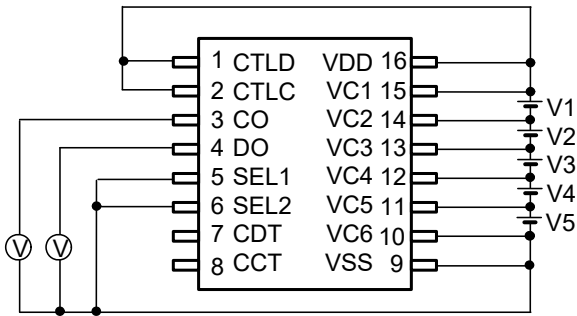 1 CTLD VDD 16
2 CTLC VC1 15
3 CO VC2 14
4 DO VC3 13
5 SEL1 VC4 12
6 SEL2 VC5 11
7 CDT VC6 10
8 CCT VSS 9
V1
V2
V3
V4
V5
V V